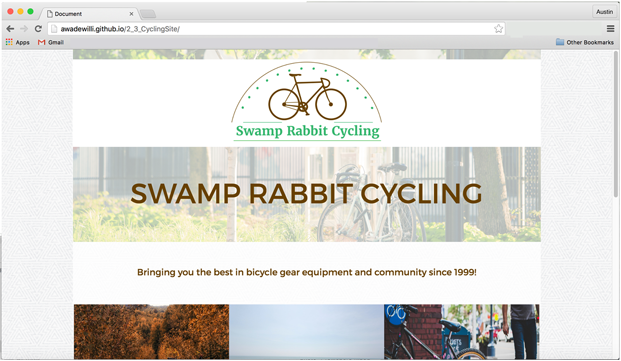 Document
Austin
awadewilli.github.io/2_3_CyclingSite/
Apps Gmail Other Bookmarks
Swamp Rabbit Cycling
SWAMP RABBIT CYCLING
Bringing you the best in bicycle gear equipment and community since 1999!